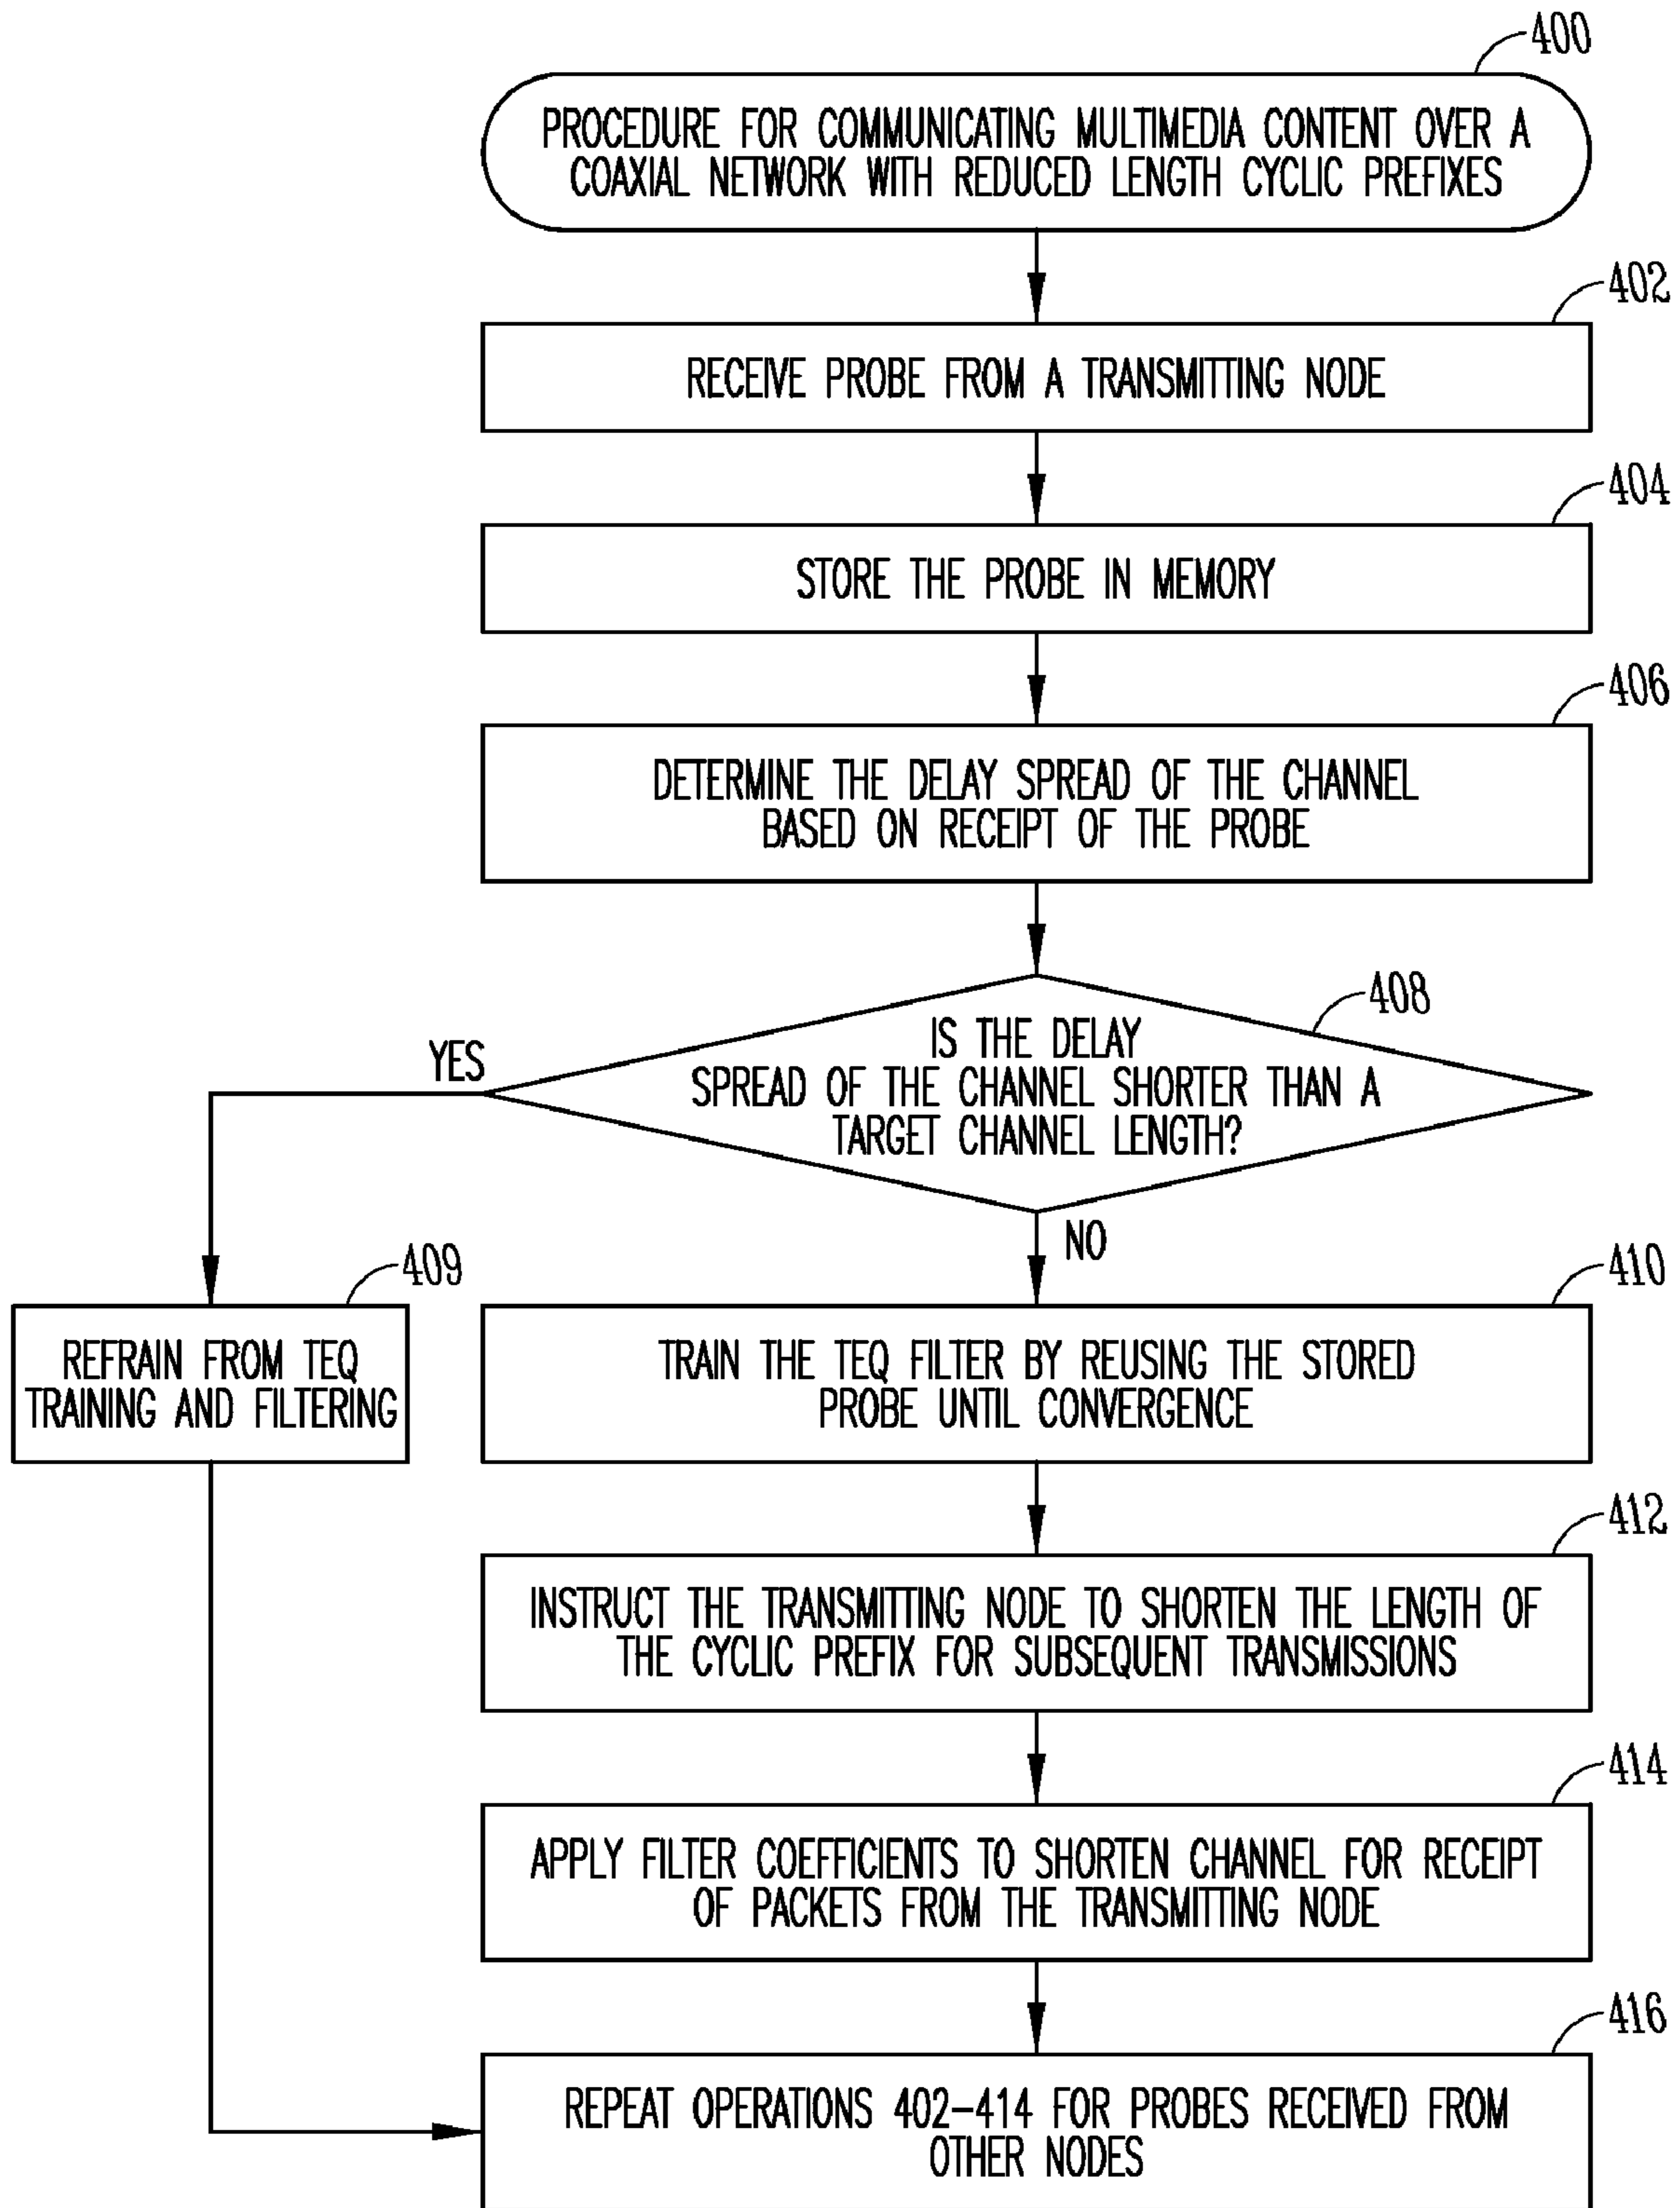 400
PROCEDURE FOR COMMUNICATING MULTIMEDIA CONTENT OVER A
COAXIAL NETWORK WITH REDUCED LENGTH CYCLIC PREFIXES
402
RECEIVE PROBE FROM A TRANSMITTING NODE
404
STORE THE PROBE IN MEMORY
406
DETERMINE THE DELAY SPREAD OF THE CHANNEL
BASED ON RECEIPT OF THE PROBE
408
IS THE DELAY
SPREAD OF THE CHANNEL SHORTER THAN A
TARGET CHANNEL LENGTH?
YES
NO
409
REFRAIN FROM TEQ
TRAINING AND FILTERING
410
TRAIN THE TEQ FILTER BY REUSING THE STORED
PROBE UNTIL CONVERGENCE
412
INSTRUCT THE TRANSMITTING NODE TO SHORTEN THE LENGTH OF
THE CYCLIC PREFIX FOR SUBSEQUENT TRANSMISSIONS
414
APPLY FILTER COEFFICIENTS TO SHORTEN CHANNEL FOR RECEIPT
OF PACKETS FROM THE TRANSMITTING NODE
416
REPEAT OPERATIONS 402-414 FOR PROBES RECEIVED FROM
OTHER NODES